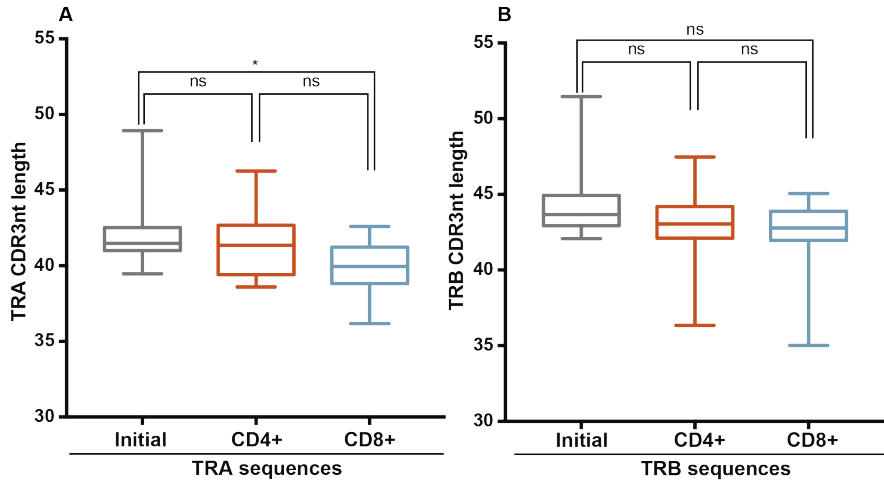 A
TRA CDR3nt length
55
50
45
40
35
30
*
ns
ns
Initial
CD4+
CD8+
TRA sequences
B
TRB CDR3nt length
55
50
45
40
35
30
ns
ns
ns
Initial
CD4+
CD8+
TRB sequences